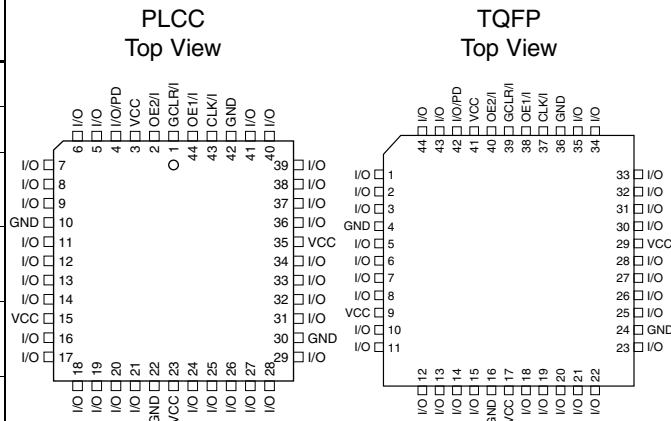 PLCC
Top View
I/O I/O I/O/PD VCC OE2/I GCLR/I OE1/I CLK/I GND I/O I/O
6 5 4 3 2 1 44 43 42 41 40
I/O 7
I/O 8
I/O 9
GND 10
I/O 11
I/O 12
I/O 13
I/O 14
VCC 15
I/O 16
I/O 17
39 I/O
38 I/O
37 I/O
36 I/O
35 VCC
34 I/O
33 I/O
32 I/O
31 I/O
30 GND
29 I/O
18 19 20 21 22 23 24 25 26 27 28
I/O I/O I/O I/O GND VCC I/O I/O I/O I/O I/O
TQFP
Top View
I/O I/O I/O/PD VCC OE2/I GCLR/I OE1/I CLK/I GND I/O I/O
44 43 42 41 40 39 38 37 36 35 34
I/O 1
I/O 2
I/O 3
GND 4
I/O 5
I/O 6
I/O 7
I/O 8
VCC 9
I/O 10
I/O 11
33 I/O
32 I/O
31 I/O
30 I/O
29 VCC
28 I/O
27 I/O
26 I/O
25 I/O
24 GND
23 I/O
12 13 14 15 16 17 18 19 20 21 22
I/O I/O I/O I/O GND VCC I/O I/O I/O I/O I/O